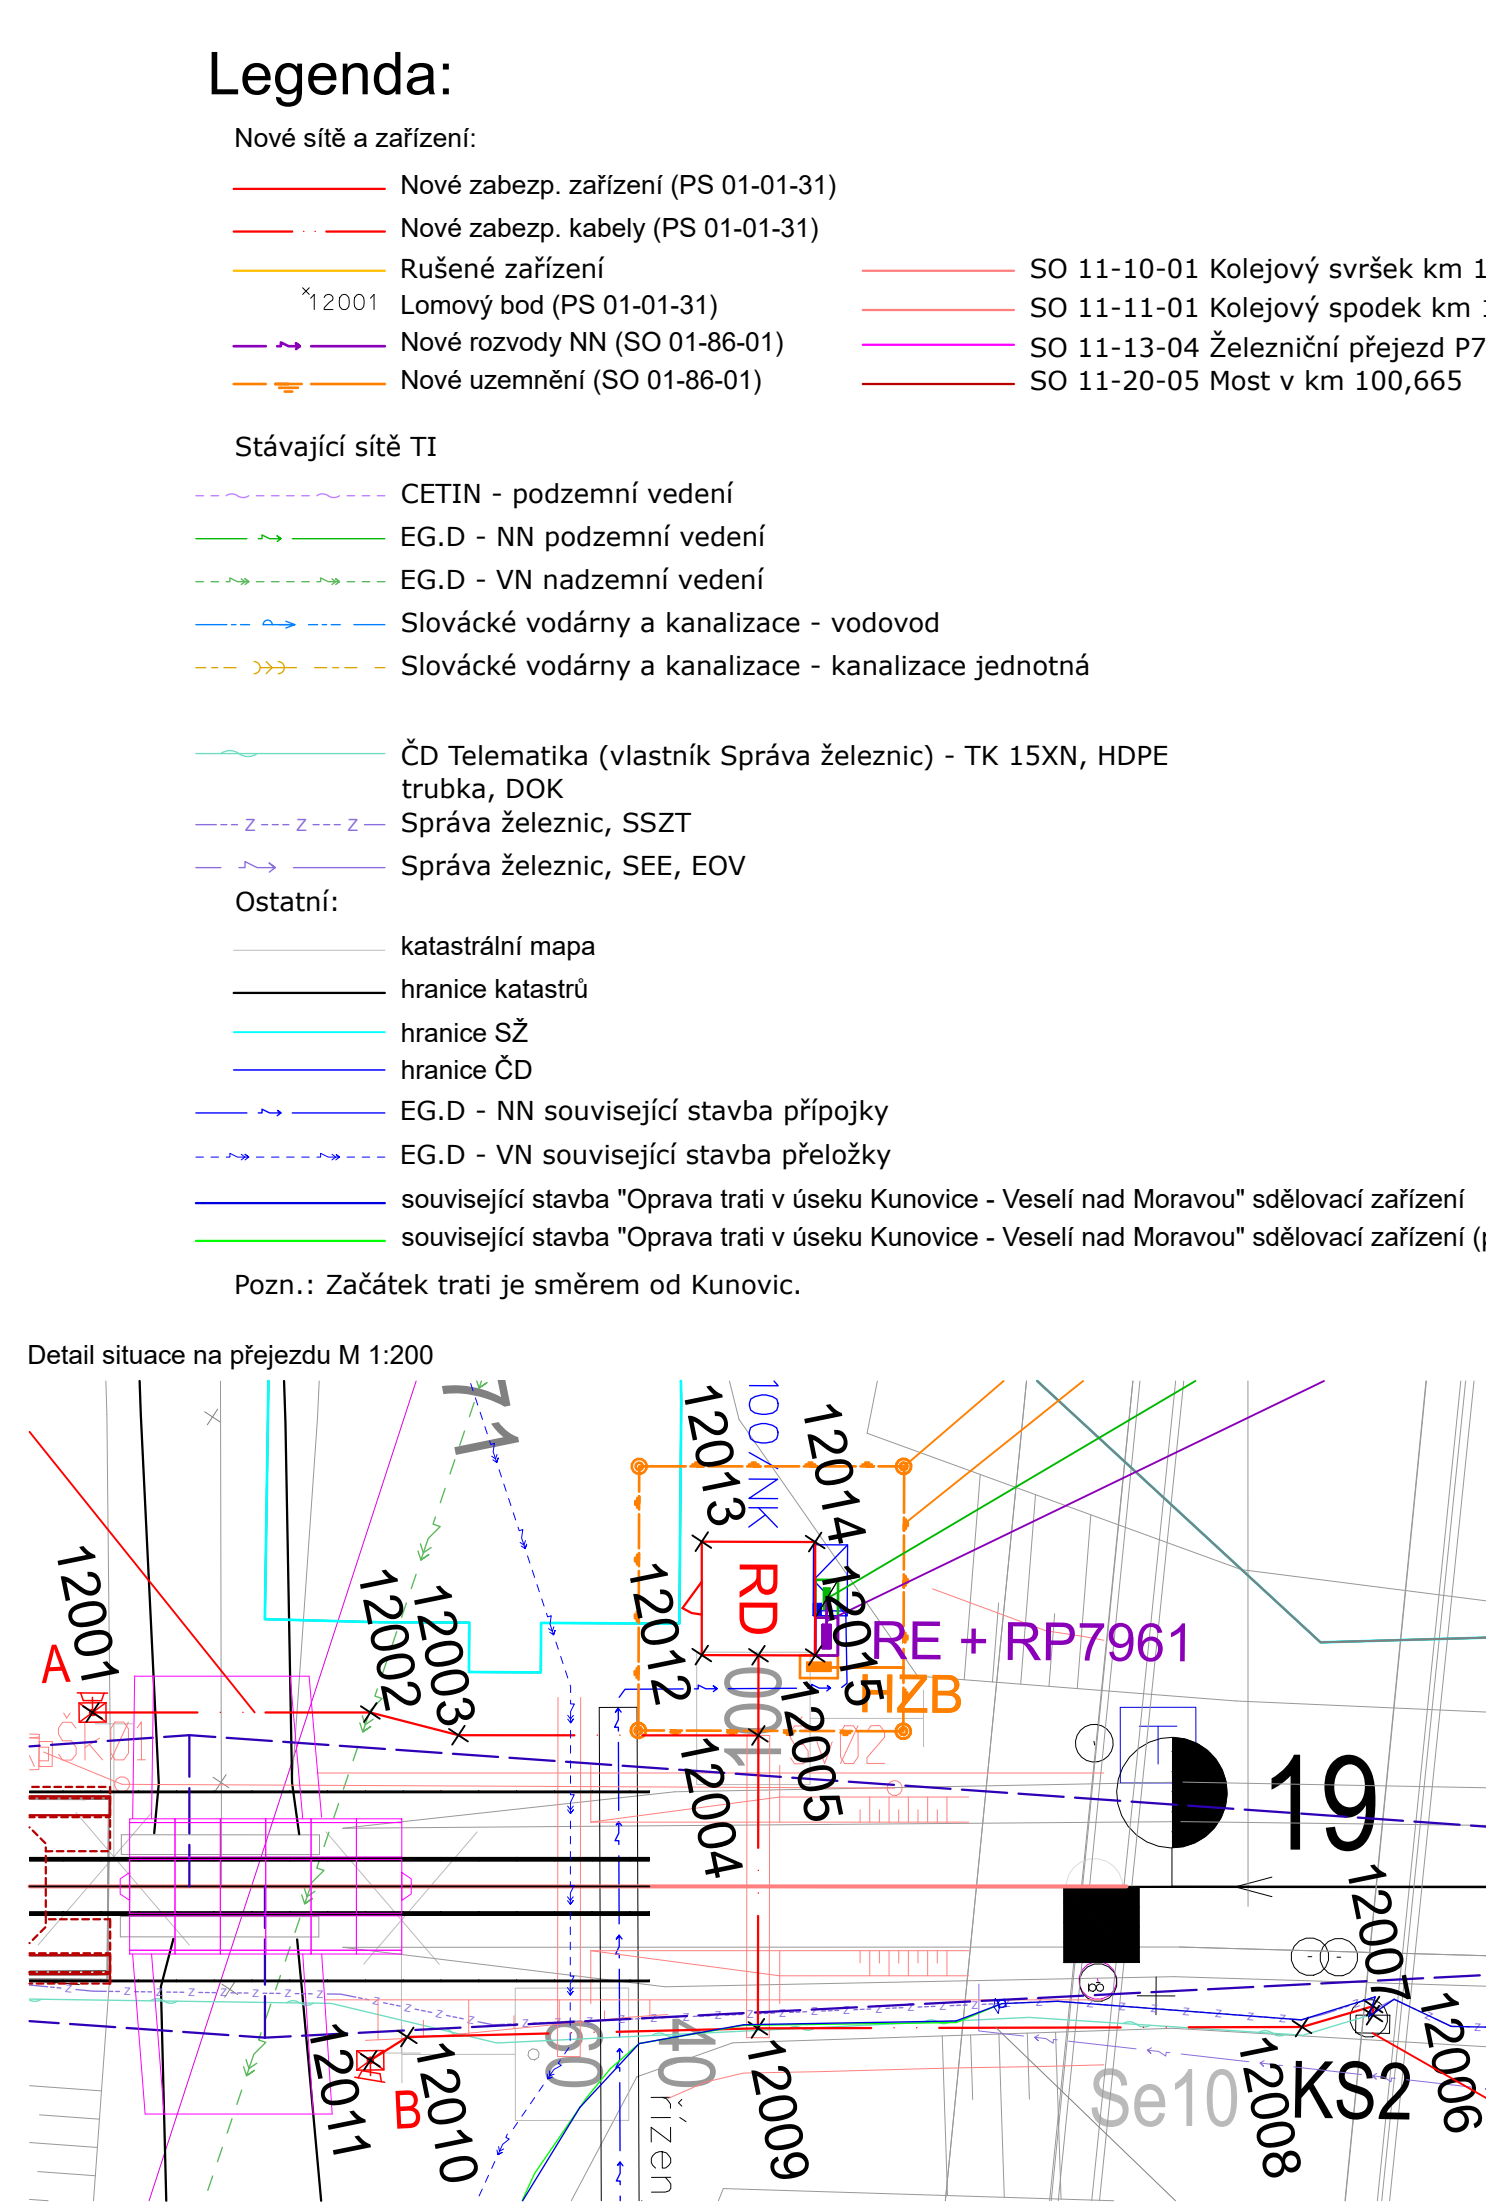 Legenda:
Nové sítě a zařízení:
Nové zabezp. zařízení (PS 01-01-31)
Nové zabezp. kabely (PS 01-01-31)
Rušené zařízení
SO 11-10-01 Kolejový svršek km 1
12001 Lomový bod (PS 01-01-31)
SO 11-11-01 Kolejový spodek km
Nové rozvody NN (SO 01-86-01)
SO 11-13-04 Železniční přejezd P7
Nové uzemnění (SO 01-86-01)
SO 11-20-05 Most v km 100,665
Stávající sítě TI
CETIN - podzemní vedení
EG.D - NN podzemní vedení
EG.D - VN nadzemní vedení
Slovácké vodárny a kanalizace - vodovod
Slovácké vodárny a kanalizace - kanalizace jednotná
ČD Telematika (vlastník Správa železnic) - TK 15XN, HDPE
trubka, DOK
Z Z Z Správa železnic, SSZT
Správa železnic, SEE, EOV
Ostatní:
katastrální mapa
hranice katastrů
hranice SŽ
hranice ČD
EG.D - NN související stavba přípojky
EG.D - VN související stavba přeložky
související stavba "Oprava trati v úseku Kunovice - Veselí nad Moravou" sdělovací zařízení
související stavba "Oprava trati v úseku Kunovice - Veselí nad Moravou" sdělovací zařízení (p
Pozn.: Začátek trati je směrem od Kunovic.
Detail situace na přejezdu M 1:200
71
12013
100/NK
12014
12001
A
12002
12003
12012
RD
12015
RE + RP7961
HZB
100
12005
12004
ŠK01
19
12007
12006
12011
B
12010
60
40
řízen
12009
Se10
12008
KS2